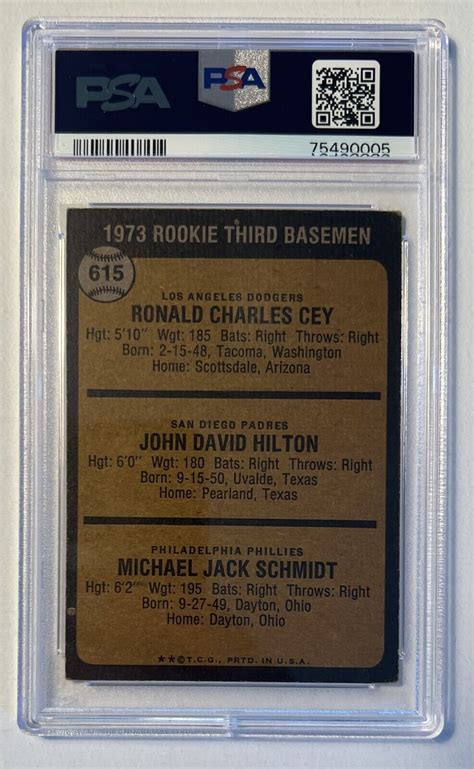 PSA
PSA
75490005
1973 ROOKIE THIRD BASEMEN
615
LOS ANGELES DODGERS
RONALD CHARLES CEY
Hgt: 5'10" Wgt: 185 Bats: Right Throws: Right
Born: 2-15-48, Tacoma, Washington
Home: Scottsdale, Arizona
SAN DIEGO PADRES
JOHN DAVID HILTON
Hgt: 6'0" Wgt: 180 Bats: Right Throws: Right
Born: 9-15-50, Uvalde, Texas
Home: Pearland, Texas
PHILADELPHIA PHILLIES
MICHAEL JACK SCHMIDT
Hgt: 6'2" Wgt: 195 Bats: Right Throws: Right
Born: 9-27-49, Dayton, Ohio
Home: Dayton, Ohio
★★©T.C.G., PRTD. IN U.S.A.